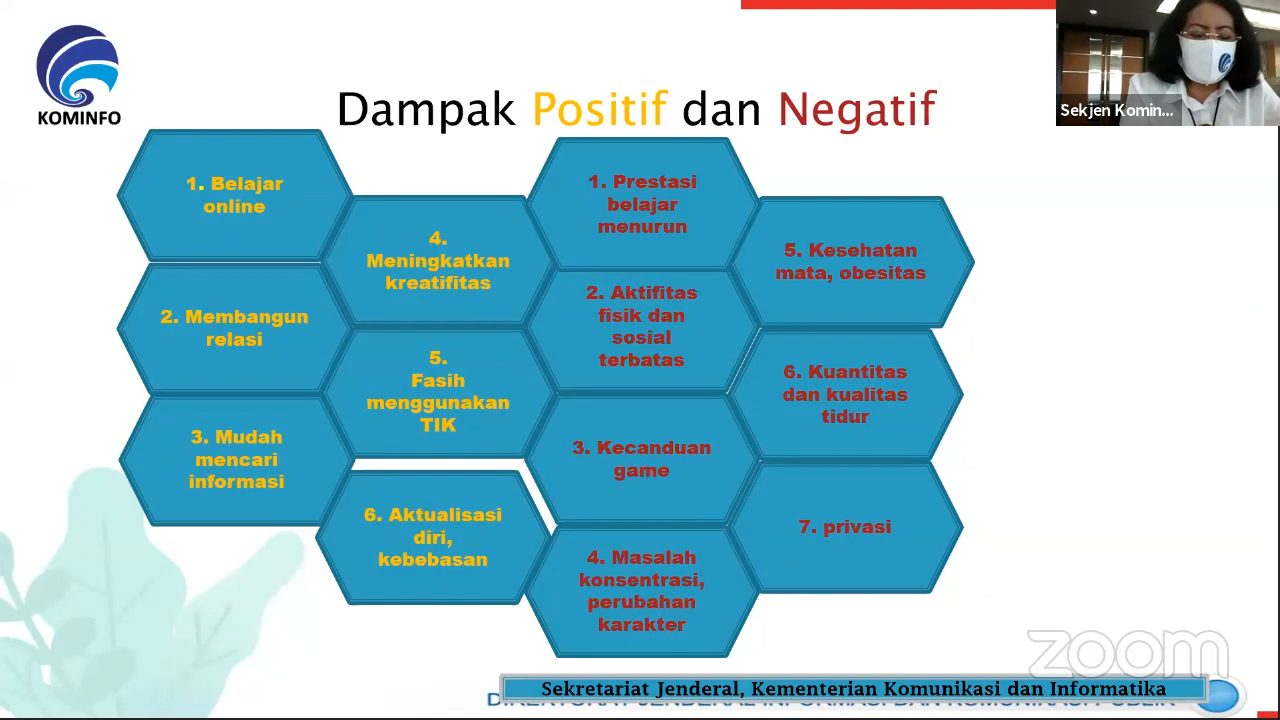 KOMINFO
Dampak Positif dan Negatif
Sekjen Komin...
1. Belajar
online
2. Membangun
relasi
3. Mudah
mencari
informasi
4.
Meningkatkan
kreatifitas
5.
Fasih
menggunakan
TIK
6. Aktualisasi
diri,
kebebasan
1. Prestasi
belajar
menurun
2. Aktifitas
fisik dan
sosial
terbatas
3. Kecanduan
game
4. Masalah
konsentrasi,
perubahan
karakter
5. Kesehatan
mata, obesitas
6. Kuantitas
dan kualitas
tidur
7. privasi
zoom
Sekretariat Jenderal, Kementerian Komunikasi dan Informatika